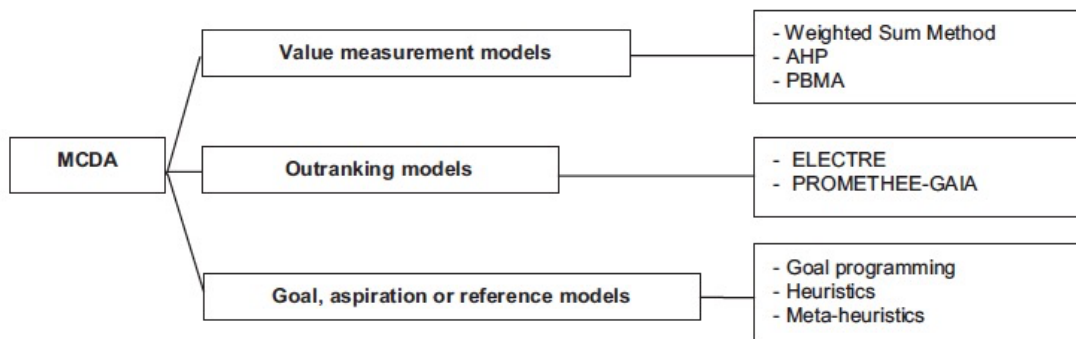 MCDA
Value measurement models
- Weighted Sum Method
- AHP
- PBMA
Outranking models
- ELECTRE
- PROMETHEE-GAIA
Goal, aspiration or reference models
- Goal programming
- Heuristics
- Meta-heuristics